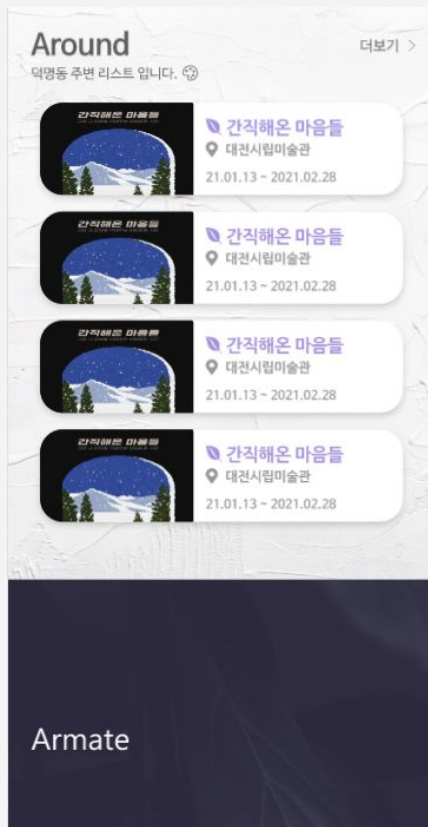 Around
더보기 >
덕명동 주변 리스트 입니다.
간직해온 마음들
간직해온 마음들
대전시립미술관
21.01.13 ~ 2021.02.28
간직해온 마음들
간직해온 마음들
대전시립미술관
21.01.13 ~ 2021.02.28
간직해온 마음들
간직해온 마음들
대전시립미술관
21.01.13 ~ 2021.02.28
간직해온 마음들
간직해온 마음들
대전시립미술관
21.01.13 ~ 2021.02.28
Armate